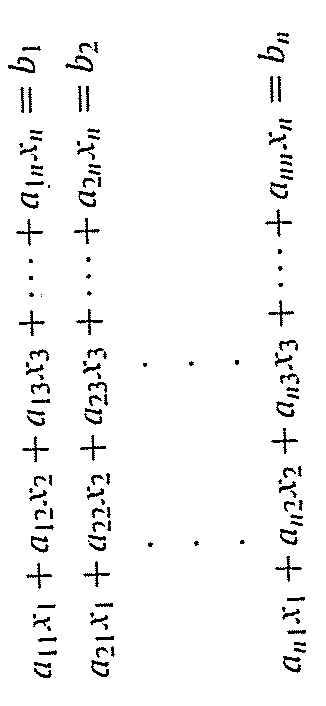 a₁₁x₁ + a₁₂x₂ + a₁₃x₃ + ⋯ + a₁ₙxₙ = b₁
a₂₁x₁ + a₂₂x₂ + a₂₃x₃ + ⋯ + a₂ₙxₙ = b₂
. .
. .
. .
aₙ₁x₁ + aₙ₂x₂ + aₙ₃x₃ + ⋯ + aₙₙxₙ = bₙ